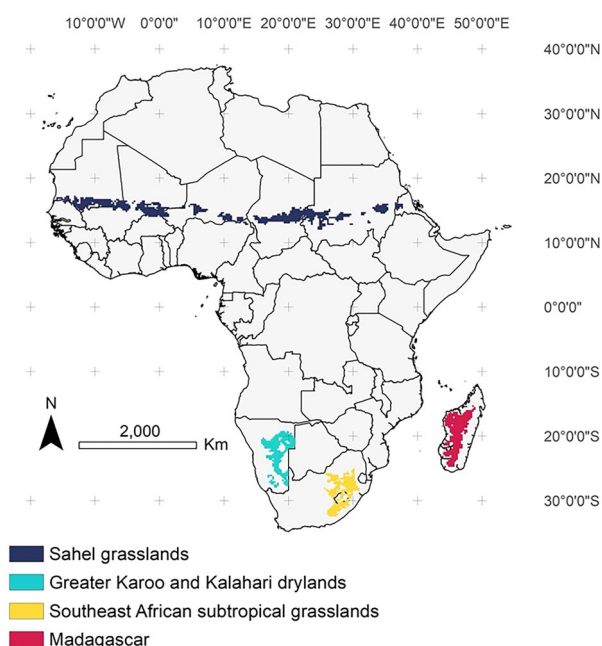 10°0'0"W 0°0'0" 10°0'0"E 20°0'0"E 30°0'0"E 40°0'0"E 50°0'0"E
40°0'0"N
30°0'0"N
20°0'0"N
10°0'0"N
0°0'0"
10°0'0"S
20°0'0"S
30°0'0"S
N
2,000
Km
Sahel grasslands
Greater Karoo and Kalahari drylands
Southeast African subtropical grasslands
Madagascar